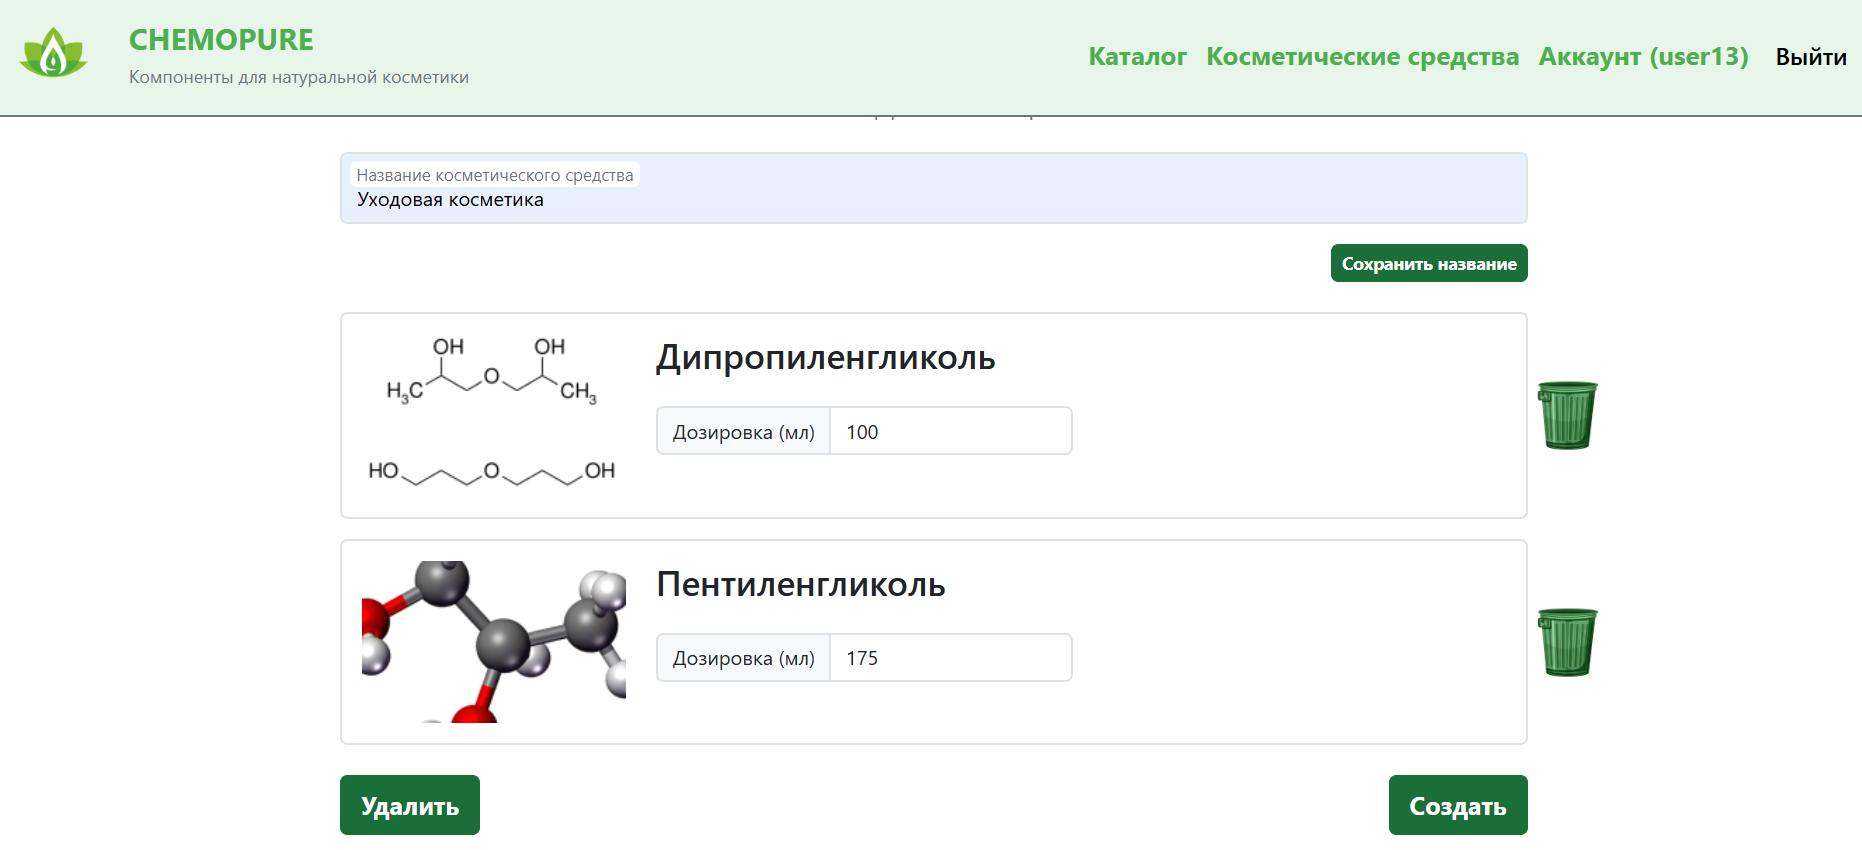 CHEMOPURE
Компоненты для натуральной косметики
Каталог Косметические средства Аккаунт (user13) Выйти
Название косметического средства
Уходовая косметика
Сохранить название
OH OH
H3C O CH3
HO O OH
Дипропиленгликоль
Дозировка (мл) 100
Пентиленгликоль
Дозировка (мл) 175
Удалить Создать